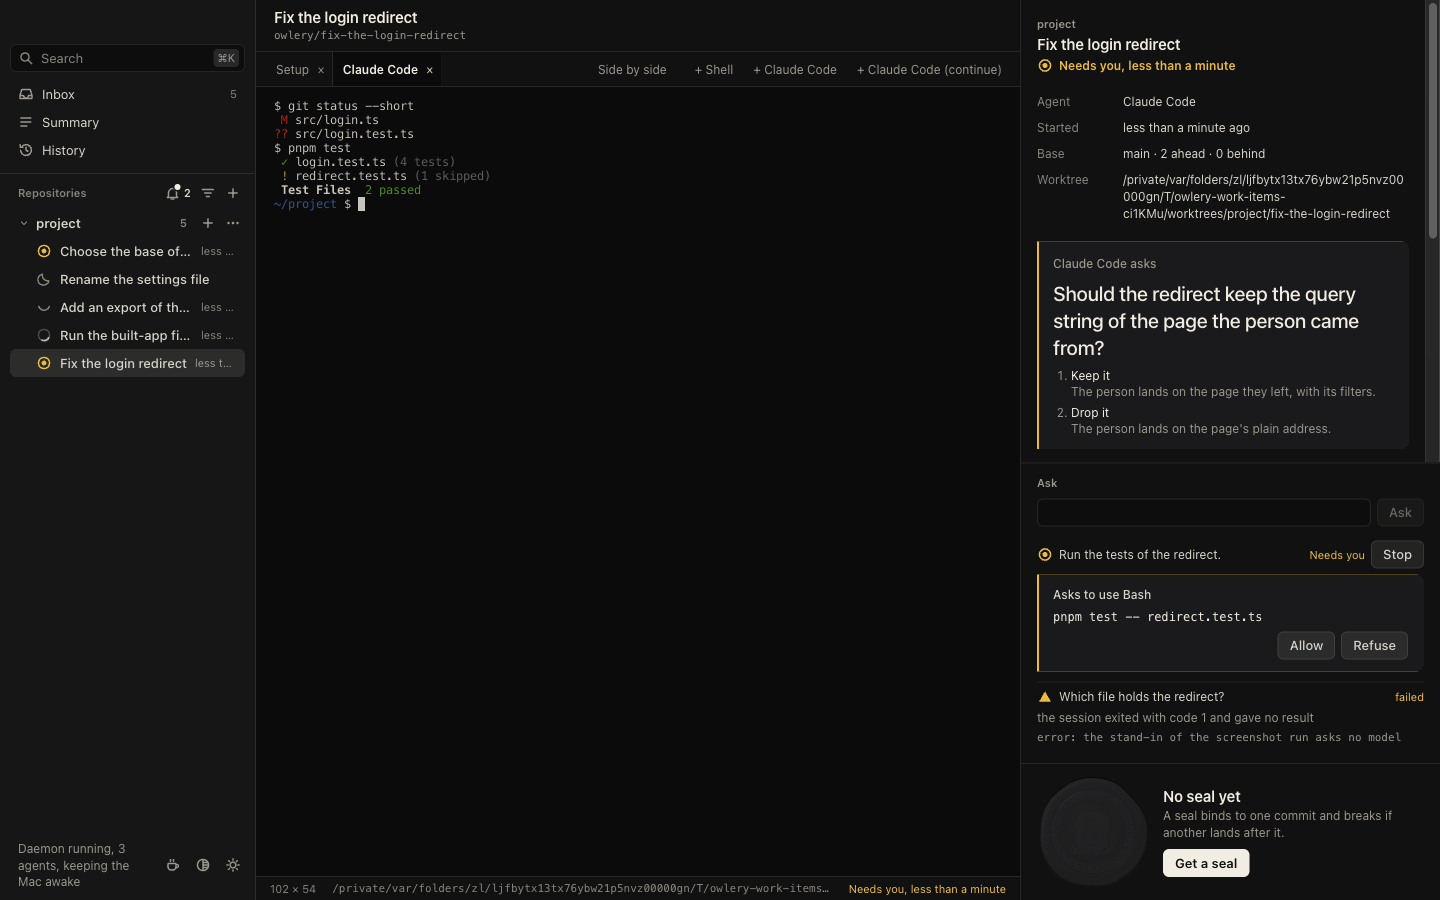 Search ⌘K
Inbox 5
Summary
History
Repositories 2
project 5
Choose the base of... less ...
Rename the settings file
Add an export of th... less ...
Run the built-app fi... less ...
Fix the login redirect less t...
Daemon running, 3
agents, keeping the
Mac awake
Fix the login redirect
owlery/fix-the-login-redirect
Setup × Claude Code × Side by side + Shell + Claude Code + Claude Code (continue)
$ git status --short
M src/login.ts
?? src/login.test.ts
$ pnpm test
✓ login.test.ts (4 tests)
! redirect.test.ts (1 skipped)
Test Files 2 passed
~/project $
102 × 54 /private/var/folders/zl/ljfbytx13tx76ybw21p5nvz00000gn/T/owlery-work-items… Needs you, less than a minute
project
Fix the login redirect
Needs you, less than a minute
Agent Claude Code
Started less than a minute ago
Base main · 2 ahead · 0 behind
Worktree /private/var/folders/zl/ljfbytx13tx76ybw21p5nvz00
000gn/T/owlery-work-items-
ci1KMu/worktrees/project/fix-the-login-redirect
Claude Code asks
Should the redirect keep the query
string of the page the person came
from?
1. Keep it
The person lands on the page they left, with its filters.
2. Drop it
The person lands on the page's plain address.
Ask
Ask
Run the tests of the redirect. Needs you Stop
Asks to use Bash
pnpm test -- redirect.test.ts
Allow Refuse
Which file holds the redirect? failed
the session exited with code 1 and gave no result
error: the stand-in of the screenshot run asks no model
No seal yet
A seal binds to one commit and breaks if
another lands after it.
Get a seal